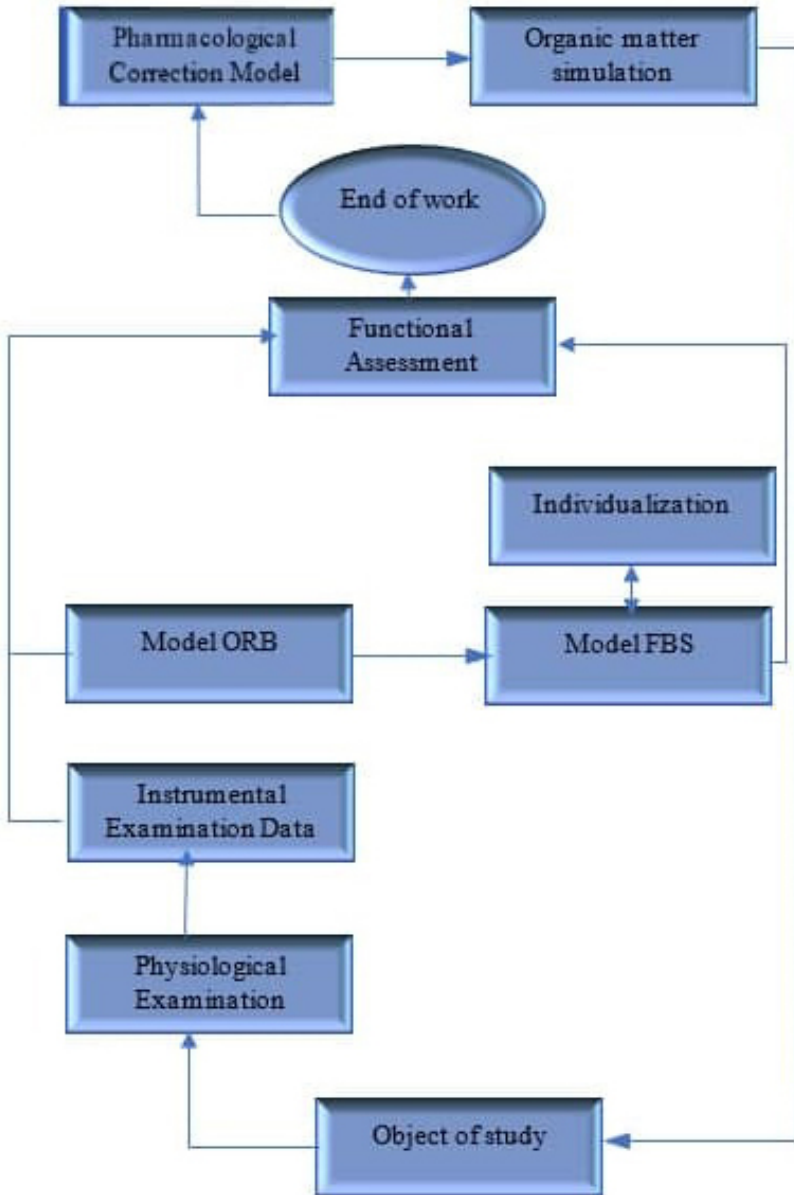 Pharmacological
Correction Model
Organic matter
simulation
End of work
Functional
Assessment
Individualization
Model ORB
Model FBS
Instrumental
Examination Data
Physiological
Examination
Object of study